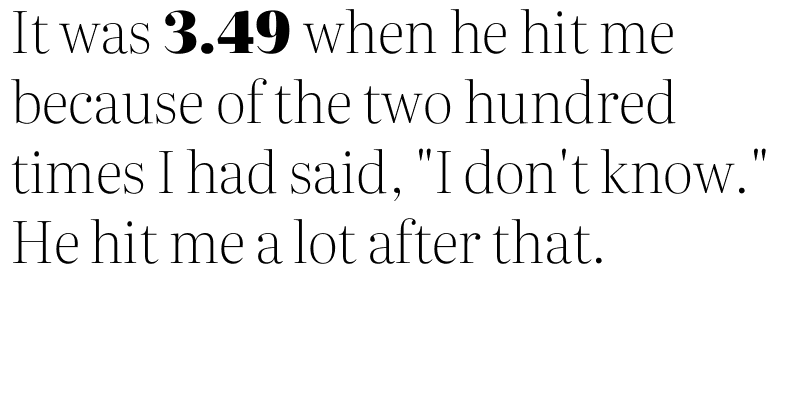 It was 3.49 when he hit me
because of the two hundred
times I had said, "I don't know."
He hit me a lot after that.